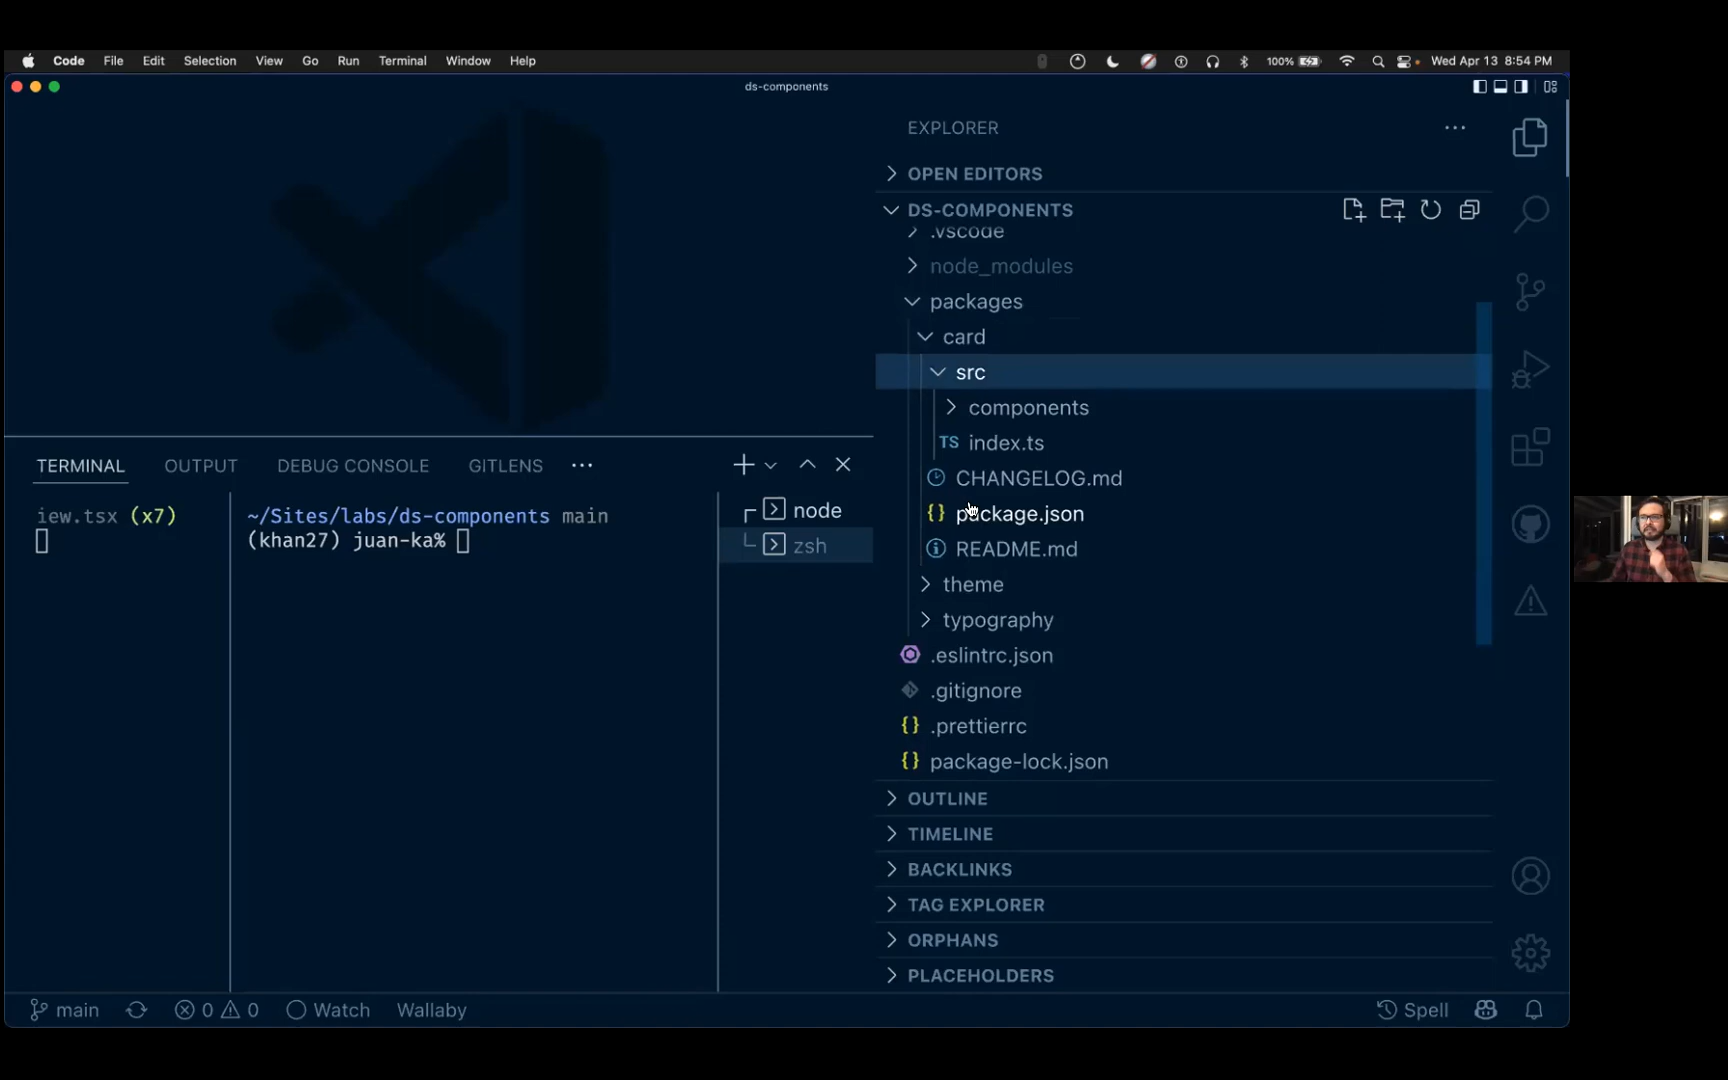 Code File Edit Selection View Go Run Terminal Window Help 100% Wed Apr 13 8:54 PM
ds-components
EXPLORER
OPEN EDITORS
DS-COMPONENTS
.vscode
node_modules
packages
card
src
components
TS index.ts
CHANGELOG.md
{} package.json
README.md
theme
typography
.eslintrc.json
.gitignore
{} .prettierrc
{} package-lock.json
OUTLINE
TIMELINE
BACKLINKS
TAG EXPLORER
ORPHANS
PLACEHOLDERS
TERMINAL OUTPUT DEBUG CONSOLE GITLENS
iew.tsx (x7)
~/Sites/labs/ds-components main
(khan27) juan-ka%
node
zsh
main 0 0 Watch Wallaby Spell